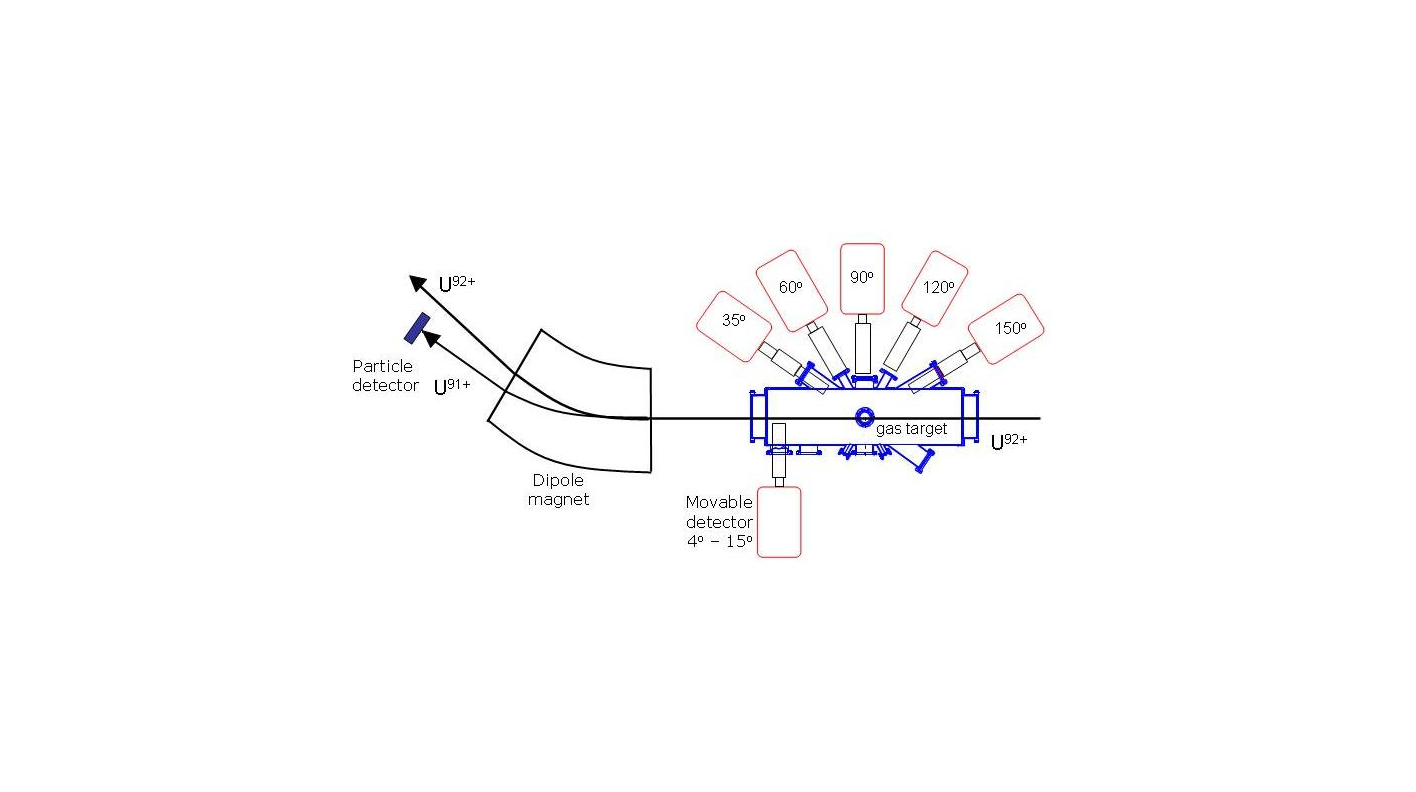 U92+
Particle
detector
U91+
Dipole
magnet
35º
60º
90º
120º
150º
gas target
U92+
Movable
detector
4º – 15º